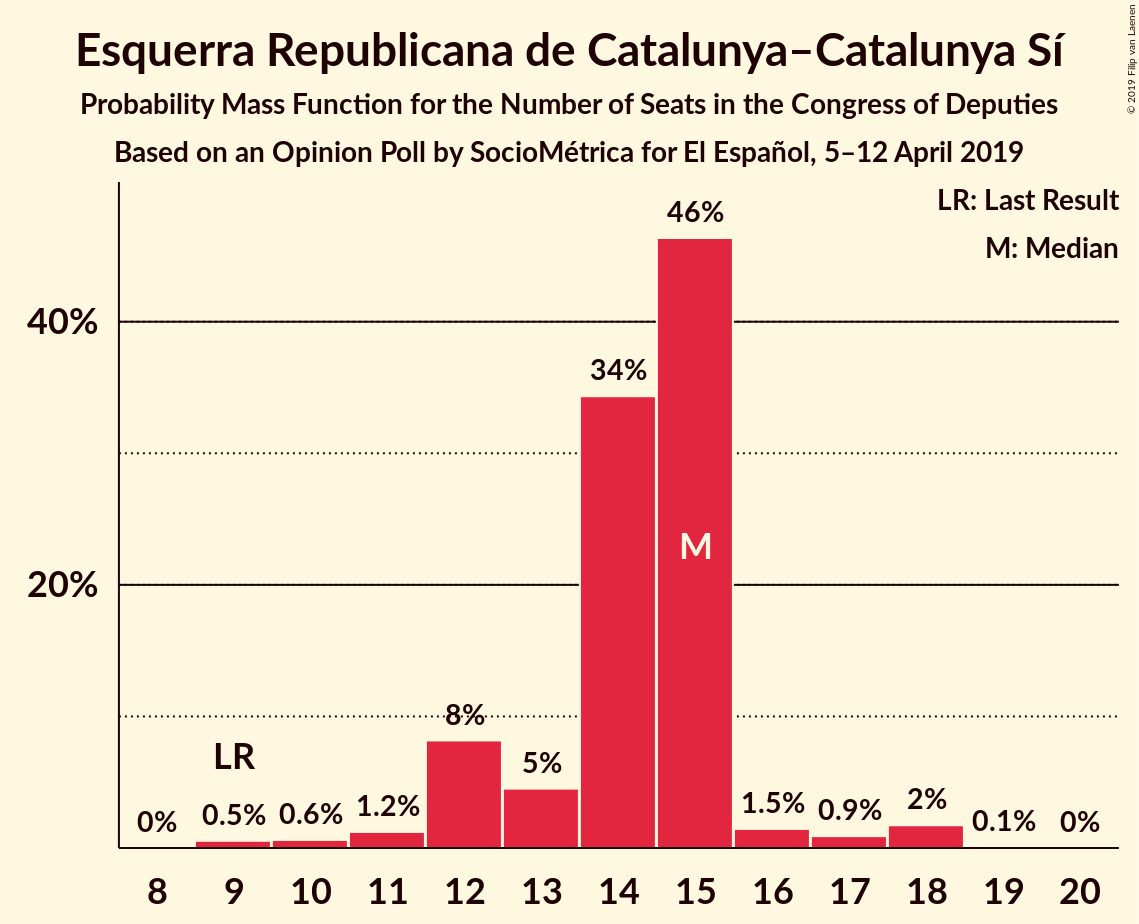 Esquerra Republicana de Catalunya–Catalunya Sí
Probability Mass Function for the Number of Seats in the Congress of Deputies
Based on an Opinion Poll by SocioMétrica for El Español, 5–12 April 2019
© 2019 Filip van Laenen
LR: Last Result
M: Median
40%
20%
0%
LR
0.5%
0.6%
1.2%
8%
5%
34%
46%
M
1.5%
0.9%
2%
0.1%
0%
8 9 10 11 12 13 14 15 16 17 18 19 20